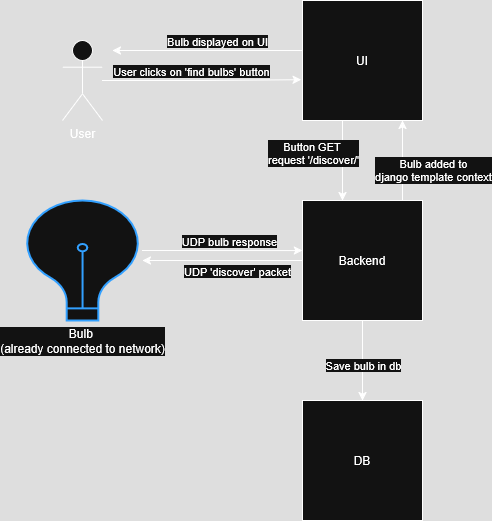 Bulb displayed on UI
User clicks on 'find bulbs' button
UI
User
Button GET
request '/discover/'
Bulb added to
django template context
UDP bulb response
UDP 'discover' packet
Backend
Bulb
(already connected to network)
Save bulb in db
DB